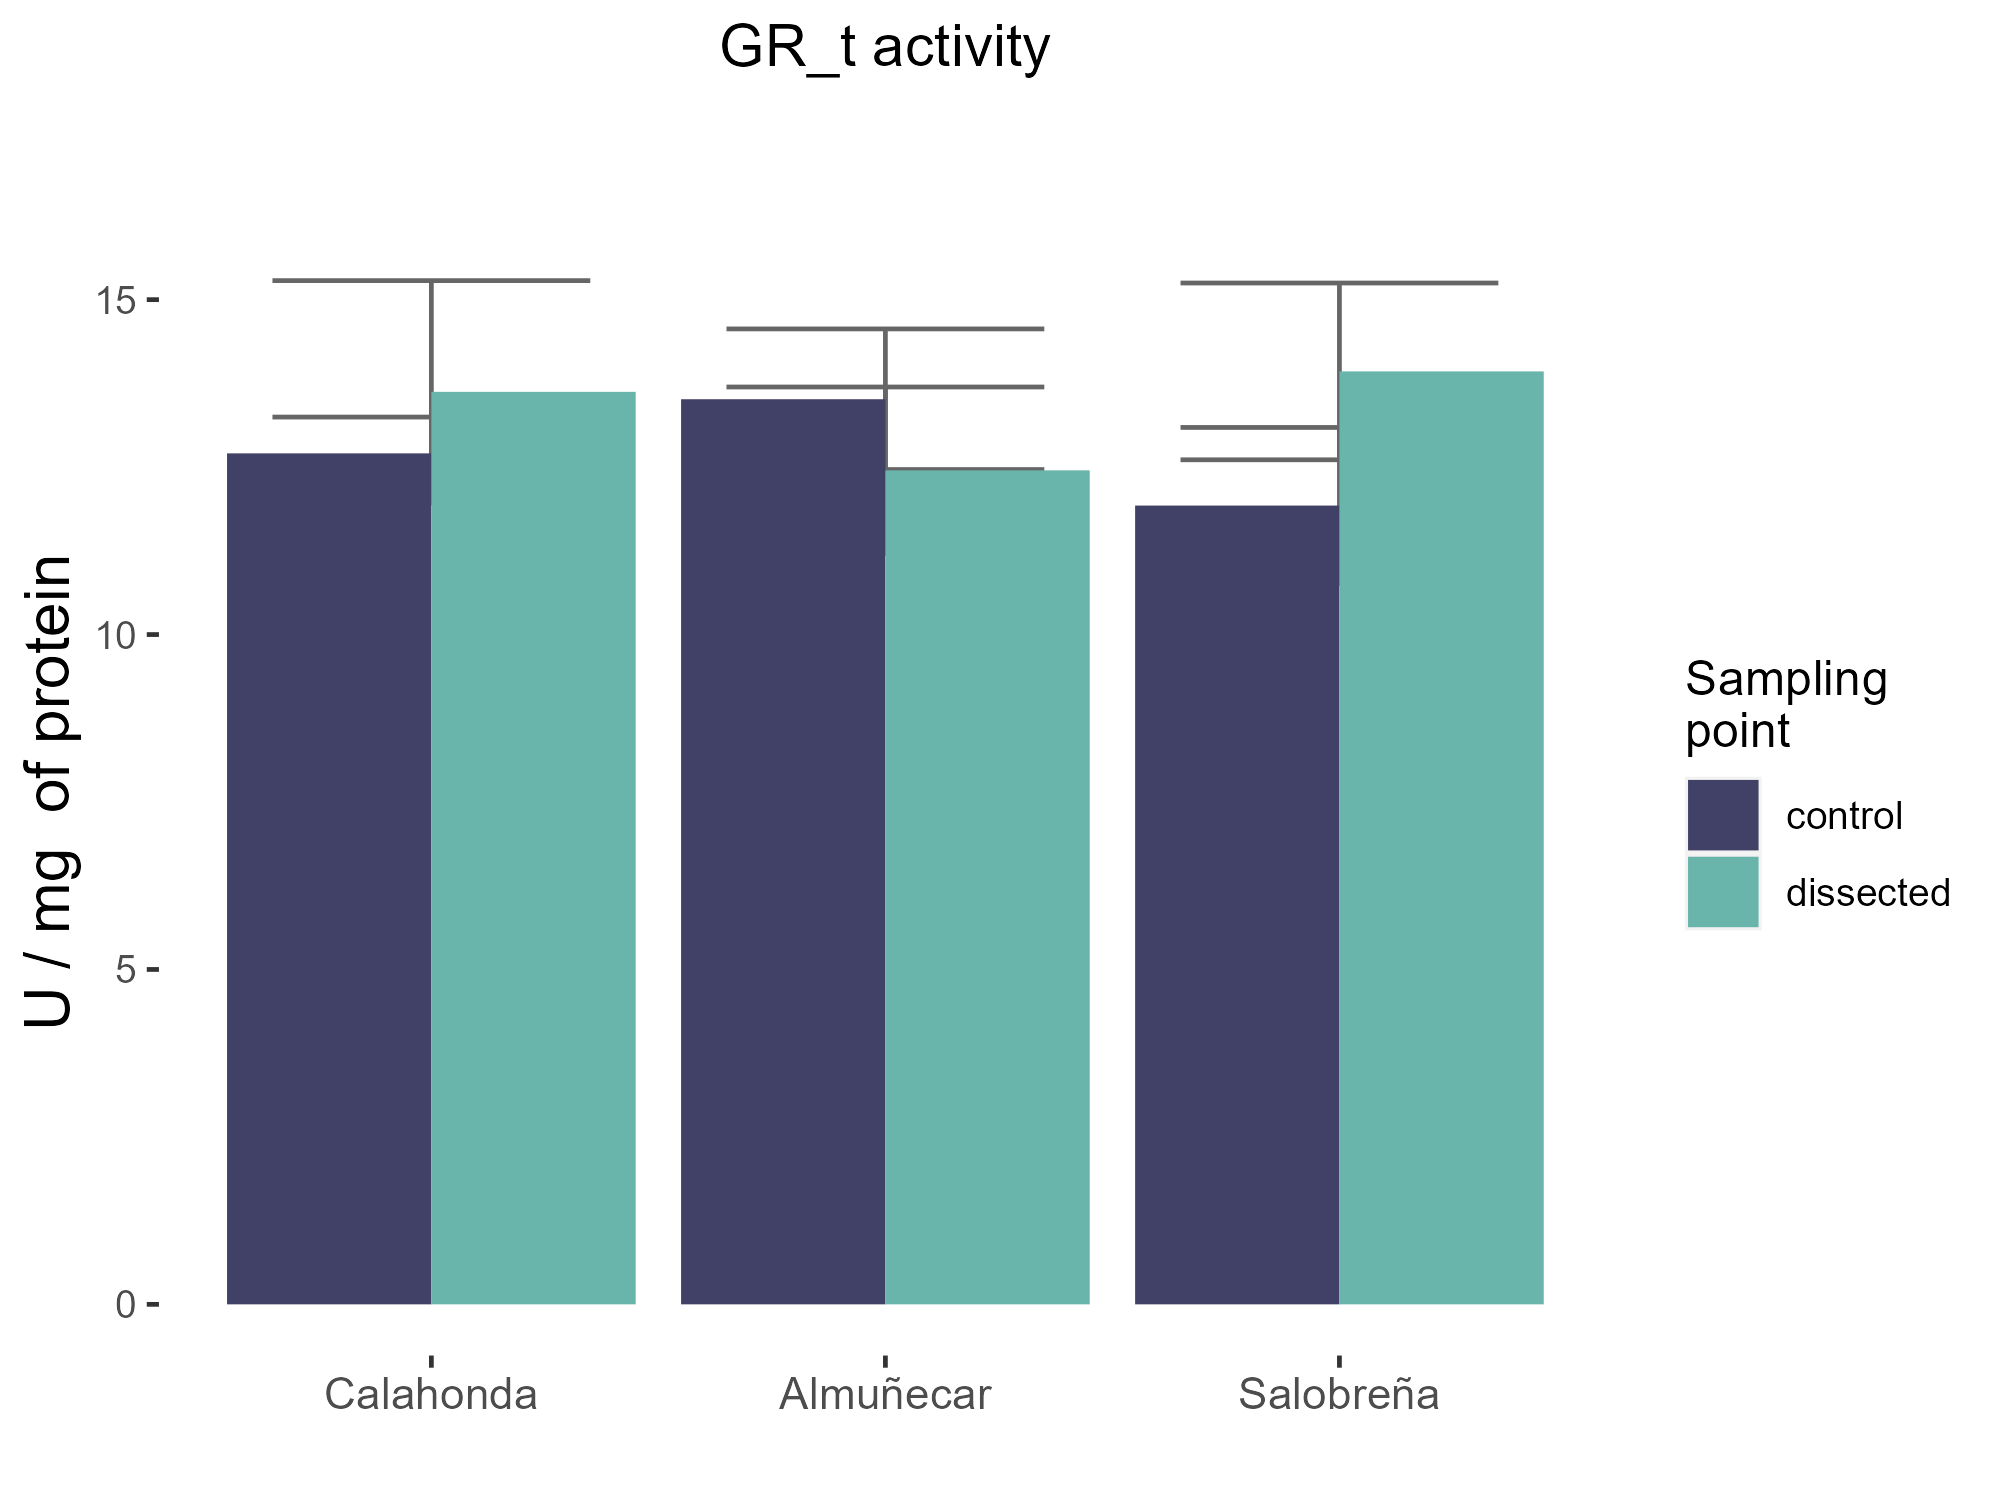 GR_t activity
U / mg  of protein
15
10
5
0
Calahonda
Almuñecar
Salobreña
Sampling
point
control
dissected